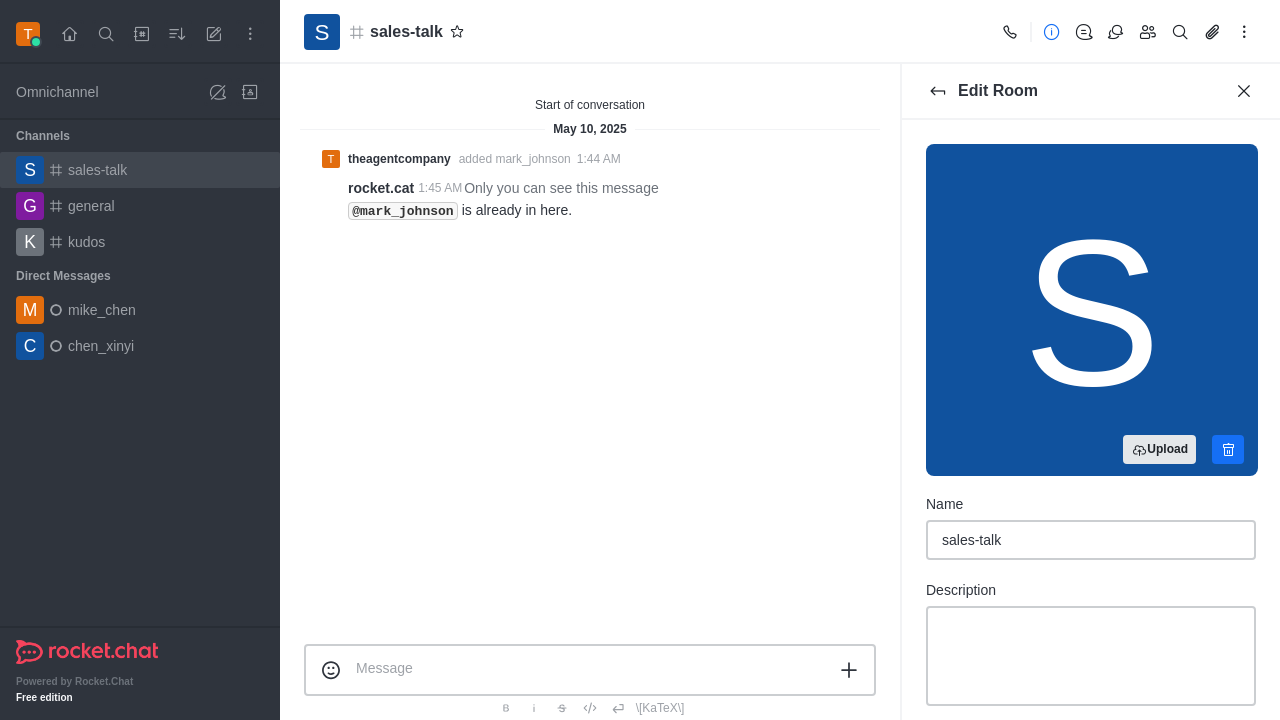 T
Omnichannel
Channels
S sales-talk
G general
K kudos
Direct Messages
M mike_chen
C chen_xinyi
rocket.chat
Powered by Rocket.Chat
Free edition
S sales-talk
Start of conversation
May 10, 2025
T theagentcompany added mark_johnson 1:44 AM
rocket.cat 1:45 AM Only you can see this message
@mark_johnson is already in here.
Message
B i S \[KaTeX\]
Edit Room
S
Upload
Name
sales-talk
Description